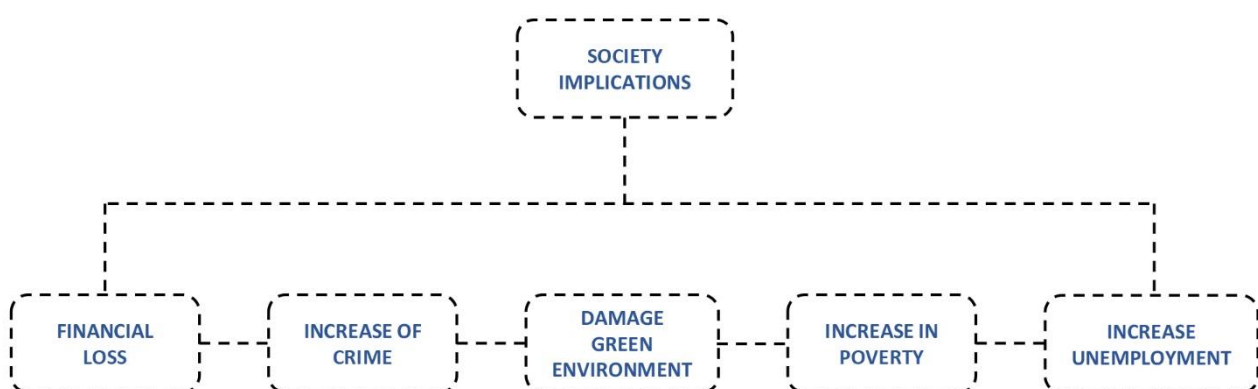 SOCIETY
IMPLICATIONS
FINANCIAL
LOSS
INCREASE OF
CRIME
DAMAGE
GREEN
ENVIRONMENT
INCREASE IN
POVERTY
INCREASE
UNEMPLOYMENT